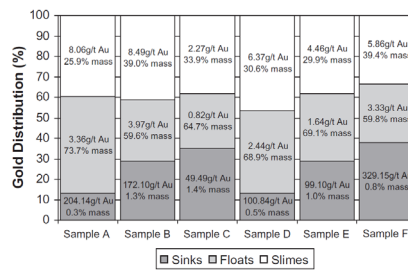 Gold Distribution (%)
100
90
80
70
60
50
40
30
20
10
0
8.06g/t Au
25.9% mass
3.36g/t Au
73.7% mass
204.14g/t Au
0.3% mass
8.49g/t Au
39.0% mass
3.97g/t Au
59.6% mass
172.10g/t Au
1.3% mass
2.27g/t Au
33.9% mass
0.82g/t Au
64.7% mass
49.49g/t Au
1.4% mass
6.37g/t Au
30.6% mass
2.44g/t Au
68.9% mass
100.84g/t Au
0.5% mass
4.46g/t Au
29.9% mass
1.64g/t Au
69.1% mass
99.10g/t Au
1.0% mass
5.86g/t Au
39.4% mass
3.33g/t Au
59.8% mass
329.15g/t Au
0.8% mass
Sample A Sample B Sample C Sample D Sample E Sample F
Sinks Floats Slimes